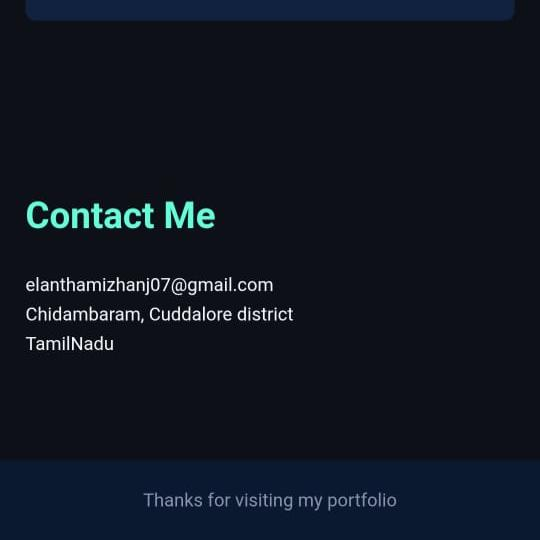 Contact Me
elanthamizhanj07@gmail.com
Chidambaram, Cuddalore district
TamilNadu
Thanks for visiting my portfolio